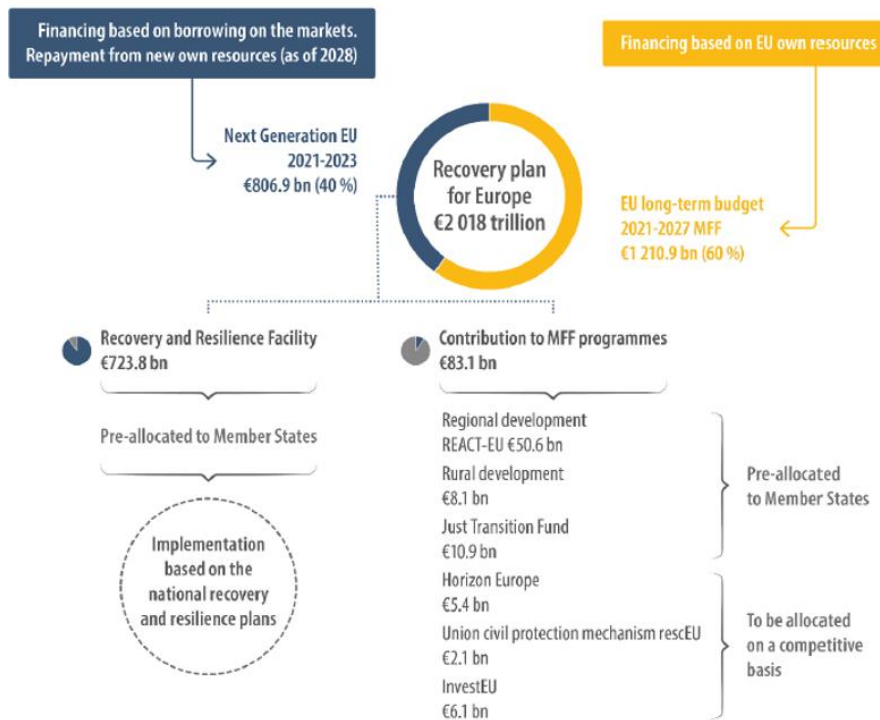 Financing based on borrowing on the markets.
Repayment from new own resources (as of 2028)
Financing based on EU own resources
Next Generation EU
2021-2023
€806.9 bn (40 %)
Recovery plan
for Europe
€2 018 trillion
EU long-term budget
2021-2027 MFF
€1 210.9 bn (60 %)
Recovery and Resilience Facility
€723.8 bn
Pre-allocated to Member States
Implementation
based on the
national recovery
and resilience plans
Contribution to MFF programmes
€83.1 bn
Regional development
REACT-EU €50.6 bn
Rural development
€8.1 bn
Just Transition Fund
€10.9 bn
Pre-allocated
to Member States
Horizon Europe
€5.4 bn
Union civil protection mechanism rescEU
€2.1 bn
InvestEU
€6.1 bn
To be allocated
on a competitive
basis